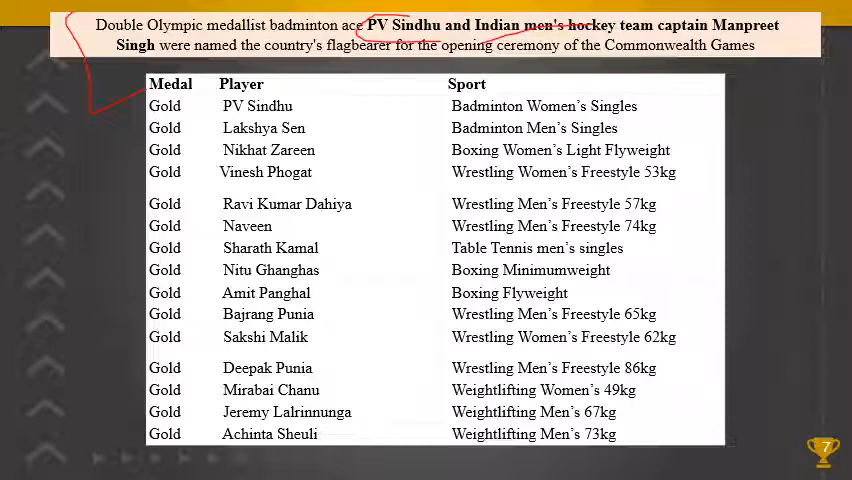 Double Olympic medallist badminton ace PV Sindhu and Indian men's hockey team captain Manpreet
Singh were named the country's flagbearer for the opening ceremony of the Commonwealth Games
Medal Player Sport
Gold PV Sindhu Badminton Women’s Singles
Gold Lakshya Sen Badminton Men’s Singles
Gold Nikhat Zareen Boxing Women’s Light Flyweight
Gold Vinesh Phogat Wrestling Women’s Freestyle 53kg
Gold Ravi Kumar Dahiya Wrestling Men’s Freestyle 57kg
Gold Naveen Wrestling Men’s Freestyle 74kg
Gold Sharath Kamal Table Tennis men’s singles
Gold Nitu Ghanghas Boxing Minimumweight
Gold Amit Panghal Boxing Flyweight
Gold Bajrang Punia Wrestling Men’s Freestyle 65kg
Gold Sakshi Malik Wrestling Women’s Freestyle 62kg
Gold Deepak Punia Wrestling Men’s Freestyle 86kg
Gold Mirabai Chanu Weightlifting Women’s 49kg
Gold Jeremy Lalrinnunga Weightlifting Men’s 67kg
Gold Achinta Sheuli Weightlifting Men’s 73kg
7